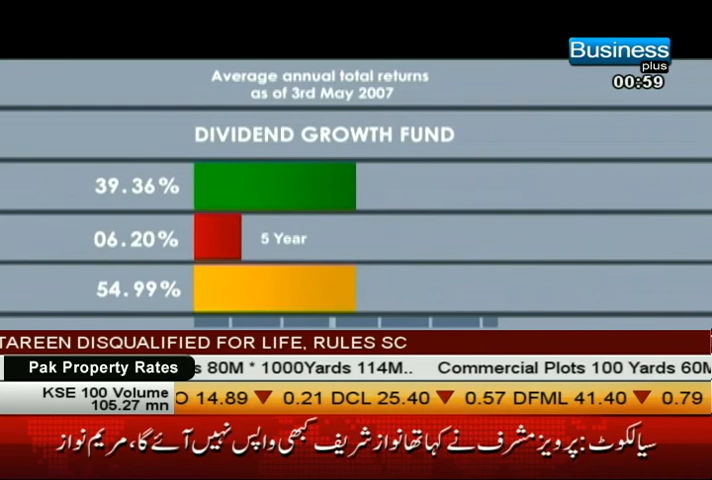 Business
plus
00:59
Average annual total returns
as of 3rd May 2007
DIVIDEND GROWTH FUND
39.36%
06.20% 5 Year
54.99%
TAREEN DISQUALIFIED FOR LIFE, RULES SC
Pak Property Rates s 80M * 1000Yards 114M.. Commercial Plots 100 Yards 60M
KSE 100 Volume
105.27 mn
O 14.89 ▼ 0.21 DCL 25.40 ▼ 0.57 DFML 41.40 ▼ 0.79
سیالکوٹ: پرویز مشرف نے کہا تھا نواز شریف کبھی واپس نہیں آئے گا، مریم نواز